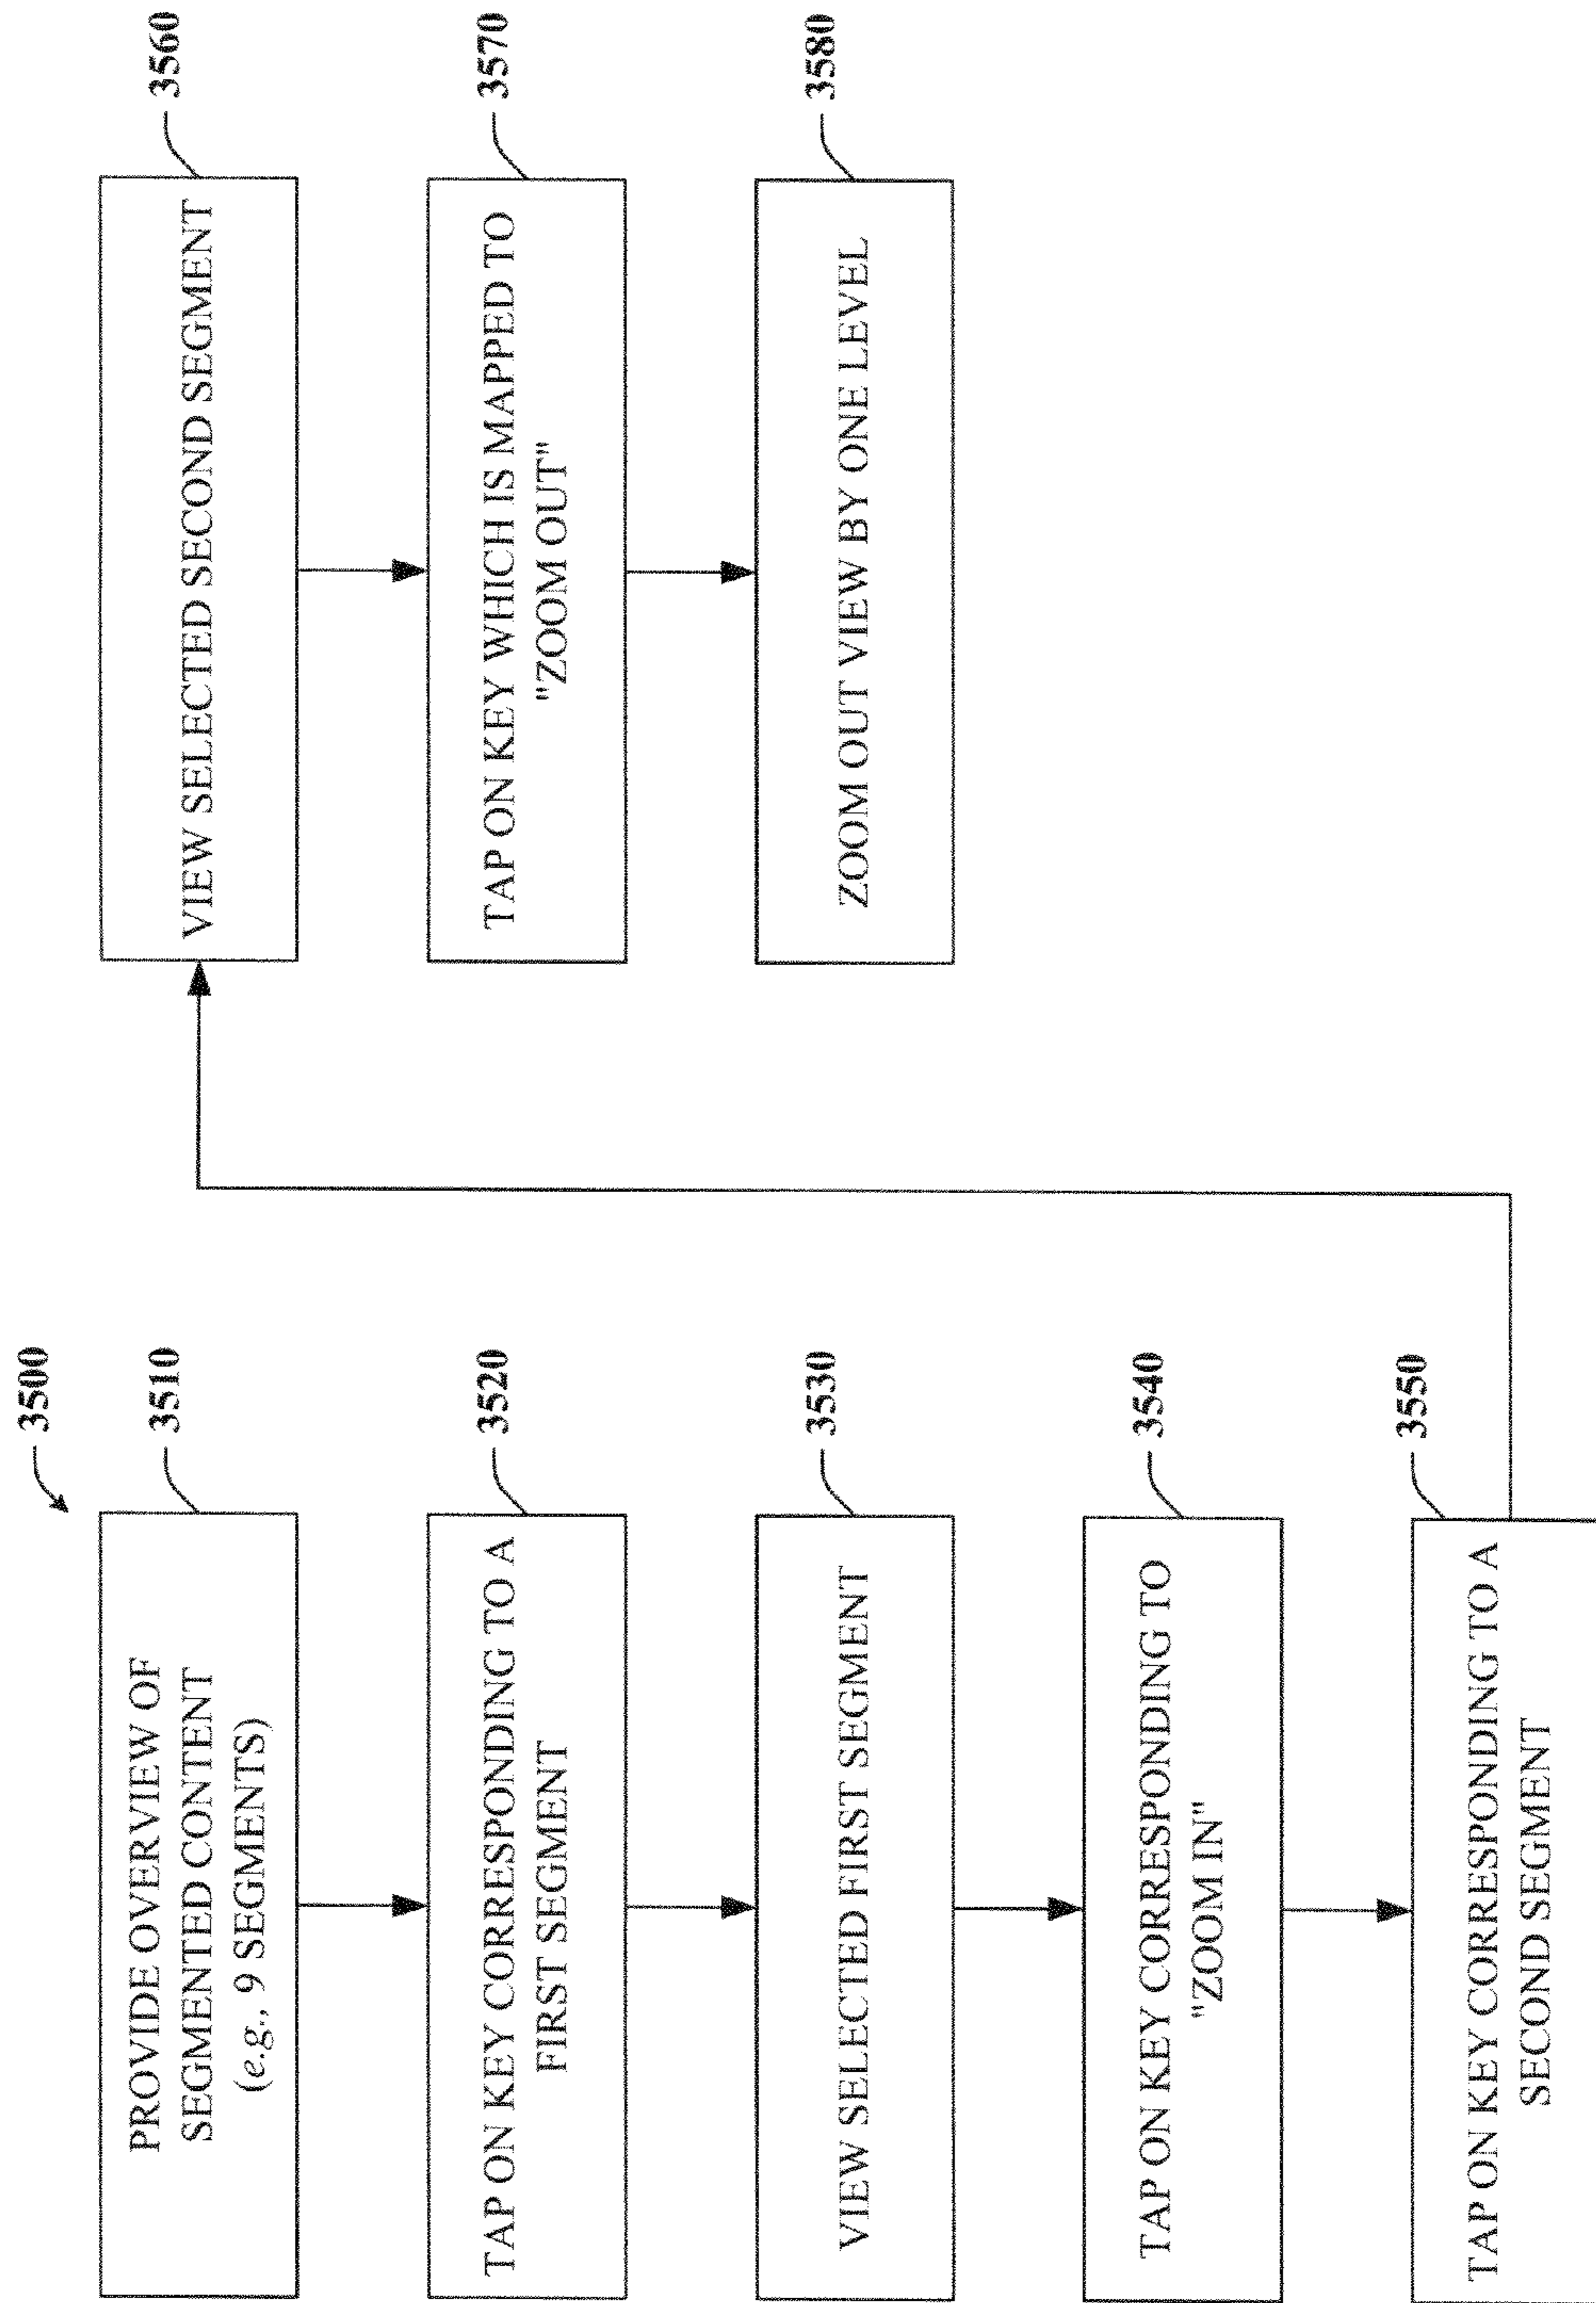 3500
PROVIDE OVERVIEW OF
SEGMENTED CONTENT
(e.g., 9 SEGMENTS)
3510
TAP ON KEY CORRESPONDING TO A
FIRST SEGMENT
3520
VIEW SELECTED FIRST SEGMENT
3530
TAP ON KEY CORRESPONDING TO
"ZOOM IN"
3540
TAP ON KEY CORRESPONDING TO A
SECOND SEGMENT
3550
VIEW SELECTED SECOND SEGMENT
3560
TAP ON KEY WHICH IS MAPPED TO
"ZOOM OUT"
3570
ZOOM OUT VIEW BY ONE LEVEL
3580